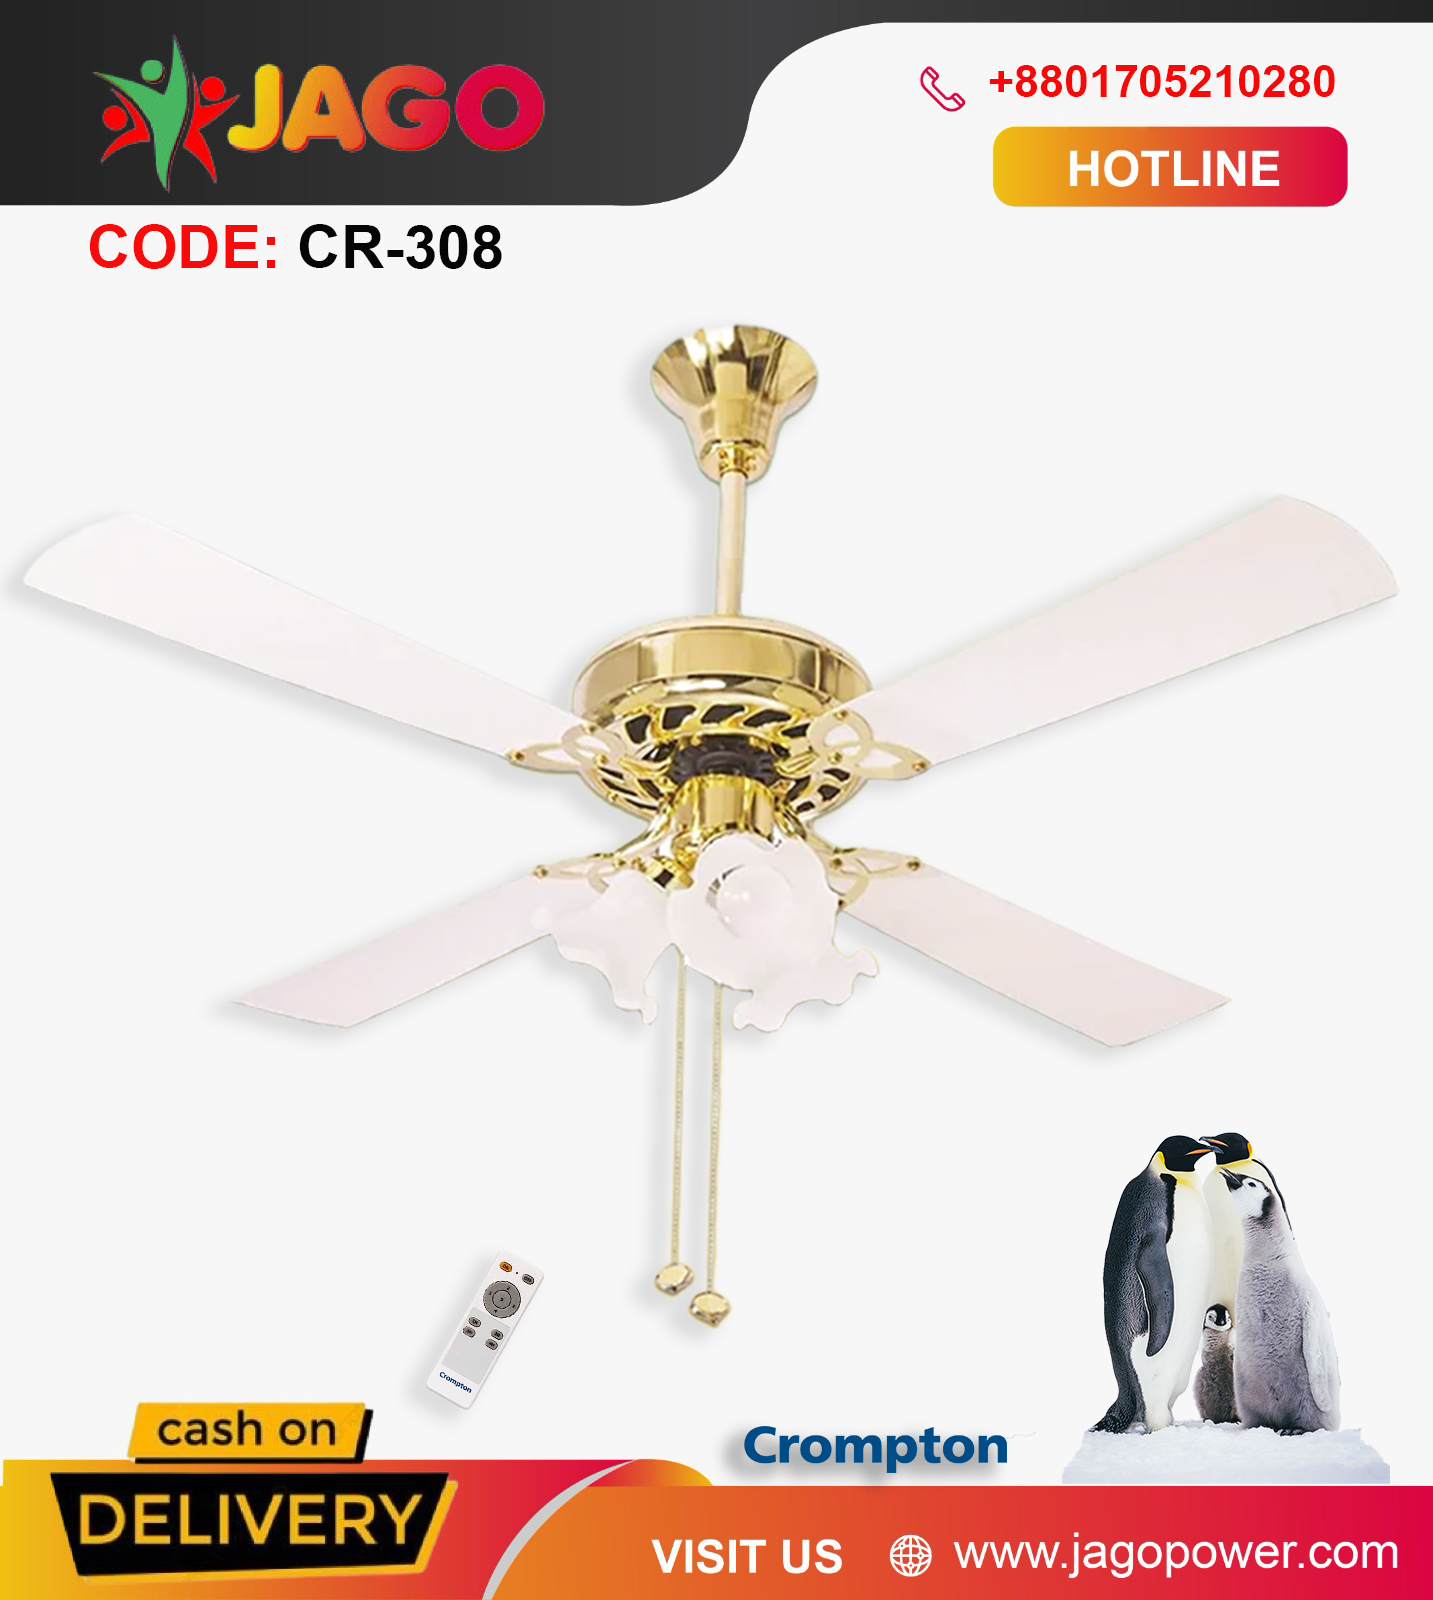 JAGO
+8801705210280
HOTLINE
CODE: CR-308
Crompton
cash on
DELIVERY
Crompton
VISIT US
www.jagopower.com